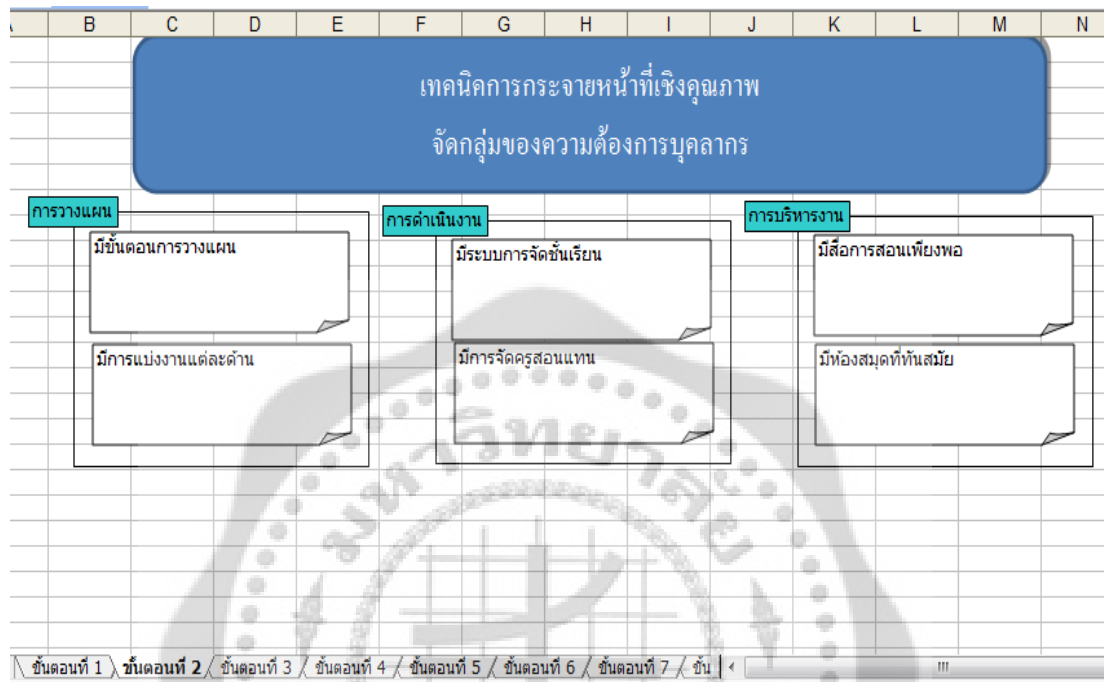 B C D E F G H I J K L M N
เทคนิคการกระจายหน้าที่เชิงคุณภาพ
จัดกลุ่มของความต้องการบุคลากร
การวางแผน
มีขั้นตอนการวางแผน
มีการแบ่งงานแต่ละด้าน
การดำเนินงาน
มีระบบการจัดชั้นเรียน
มีการจัดครูสอนแทน
การบริหารงาน
มีสื่อการสอนเพียงพอ
มีห้องสมุดที่ทันสมัย
มหาวิทยาลัย
ขั้นตอนที่ 1 ขั้นตอนที่ 2 ขั้นตอนที่ 3 ขั้นตอนที่ 4 ขั้นตอนที่ 5 ขั้นตอนที่ 6 ขั้นตอนที่ 7 ขั้น